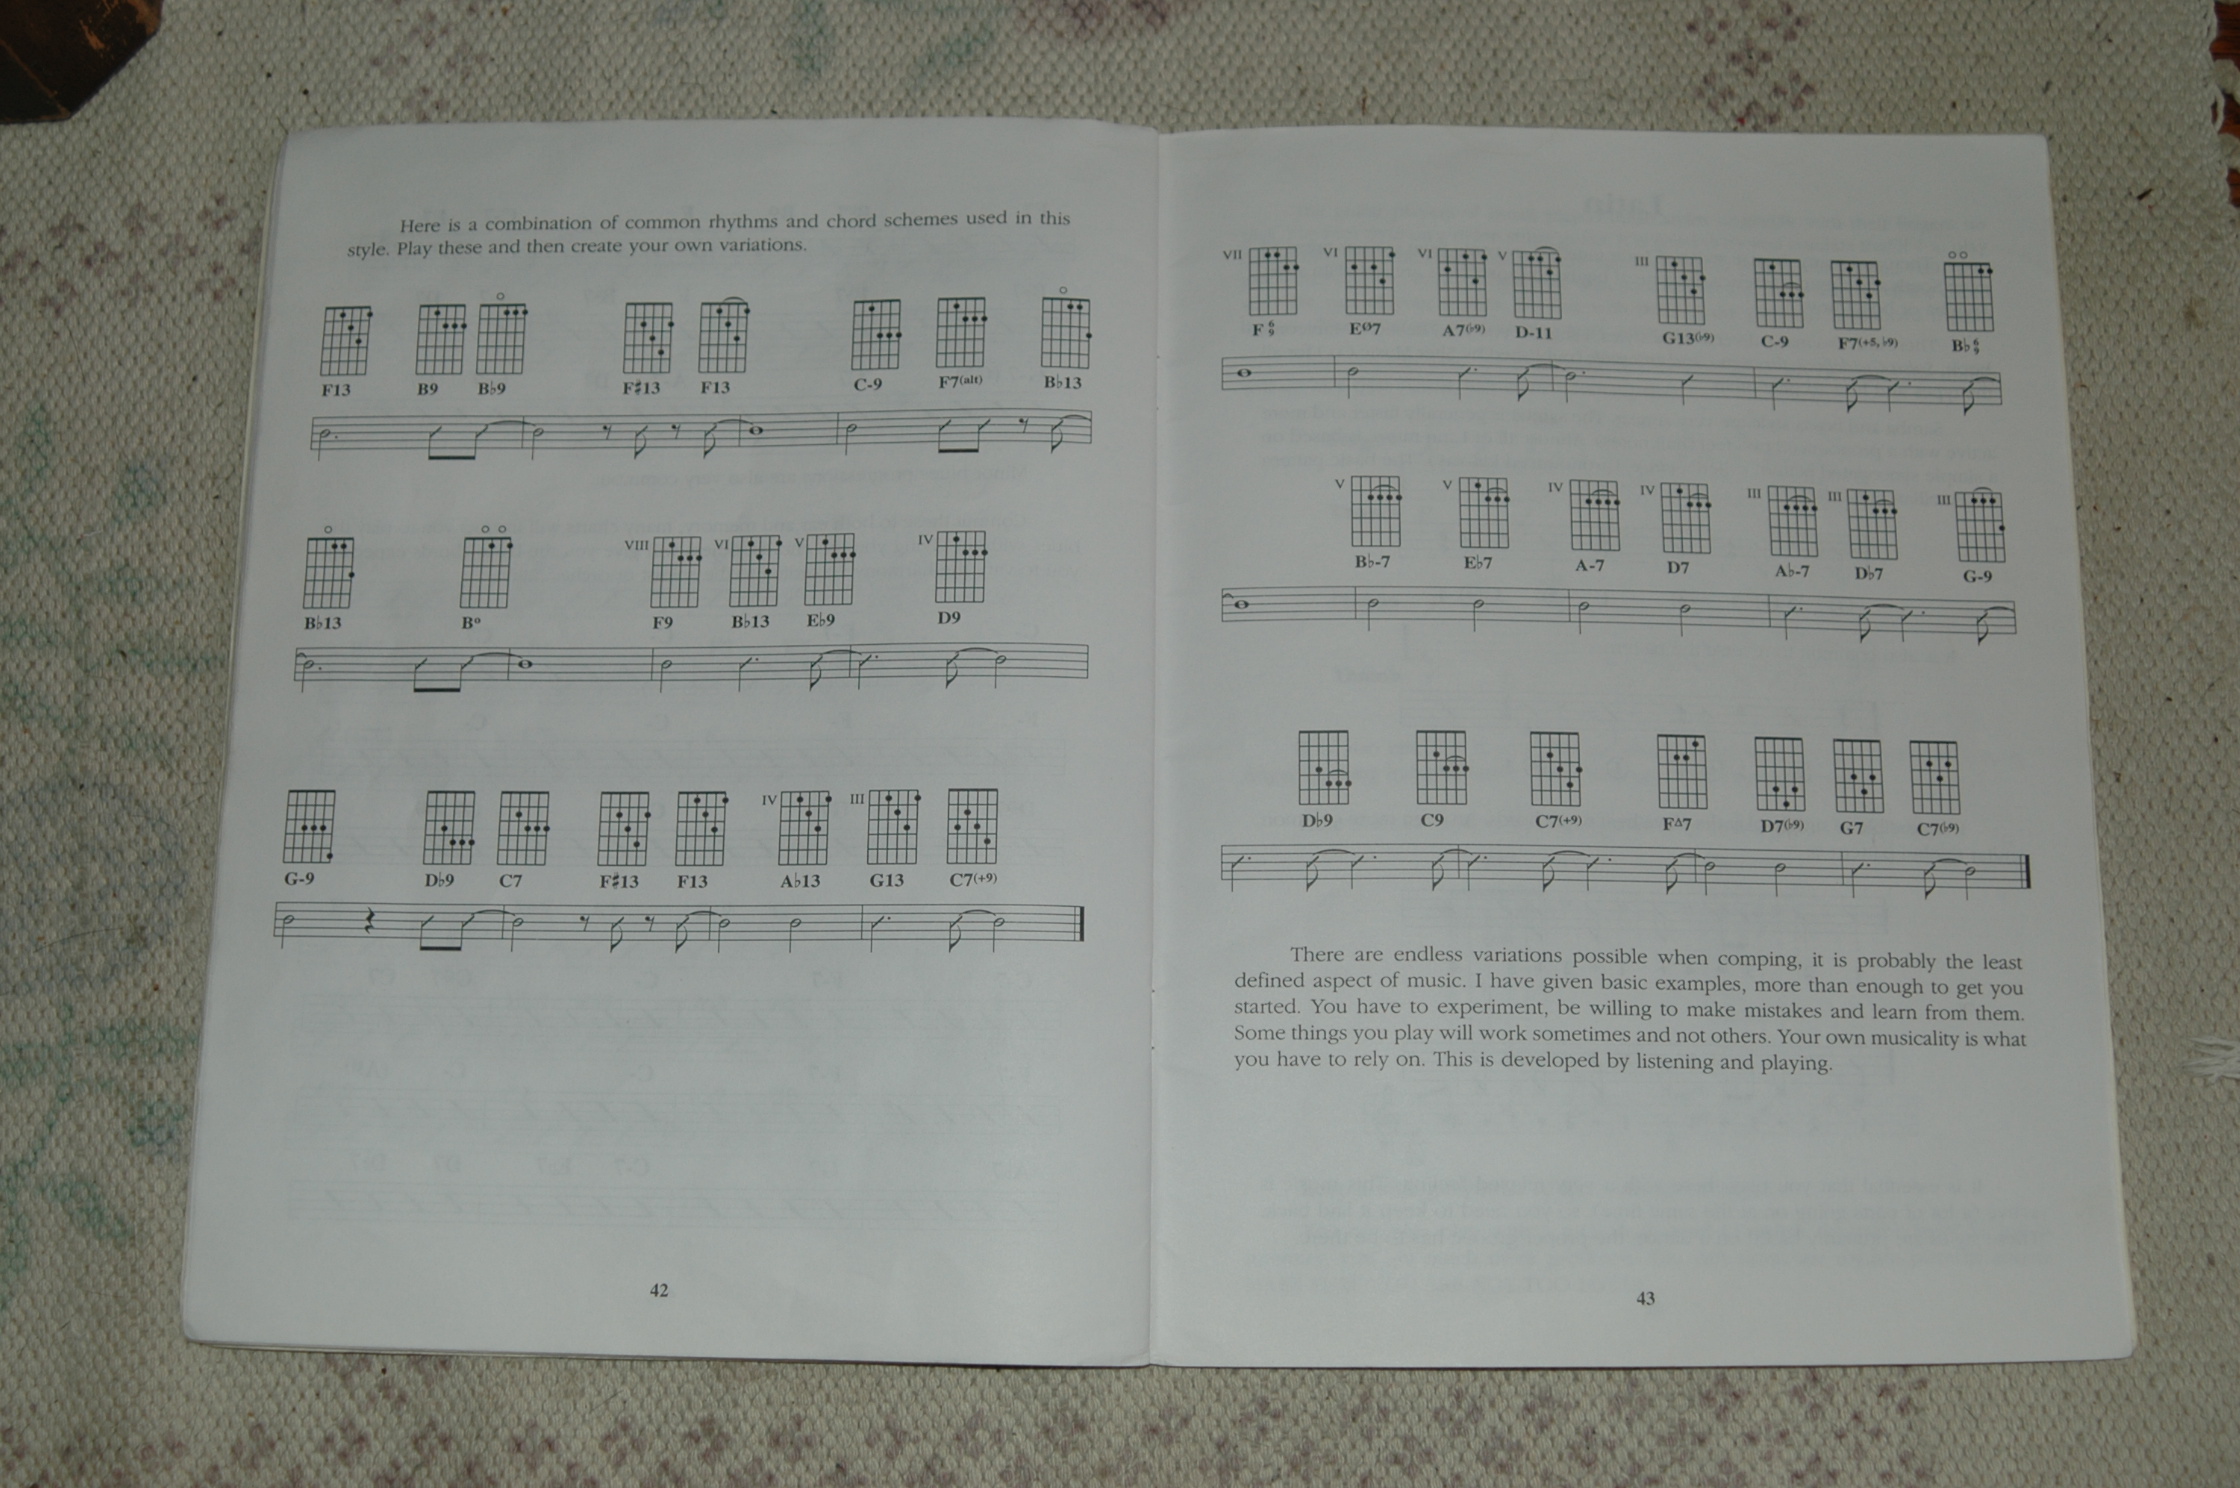 Here is a combination of common rhythms and chord schemes used in this
style. Play these and then create your own variations.
F13 B9 B♭9 F♯13 F13 C-9 F7(alt) B♭13
VIII VI V IV
B♭13 B° F9 B♭13 E♭9 D9
IV III
G-9 D♭9 C7 F♯13 F13 A♭13 G13 C7(+9)
42
VII VI VI V III
F 6/9 EØ7 A7(♭9) D-11 G13(♭9) C-9 F7(+5,♭9) B♭ 6/9
V V IV IV III III III
B♭-7 E♭7 A-7 D7 A♭-7 D♭7 G-9
D♭9 C9 C7(+9) F∆7 D7(♭9) G7 C7(♭9)
There are endless variations possible when comping, it is probably the least
defined aspect of music. I have given basic examples, more than enough to get you
started. You have to experiment, be willing to make mistakes and learn from them.
Some things you play will work sometimes and not others. Your own musicality is what
you have to rely on. This is developed by listening and playing.
43